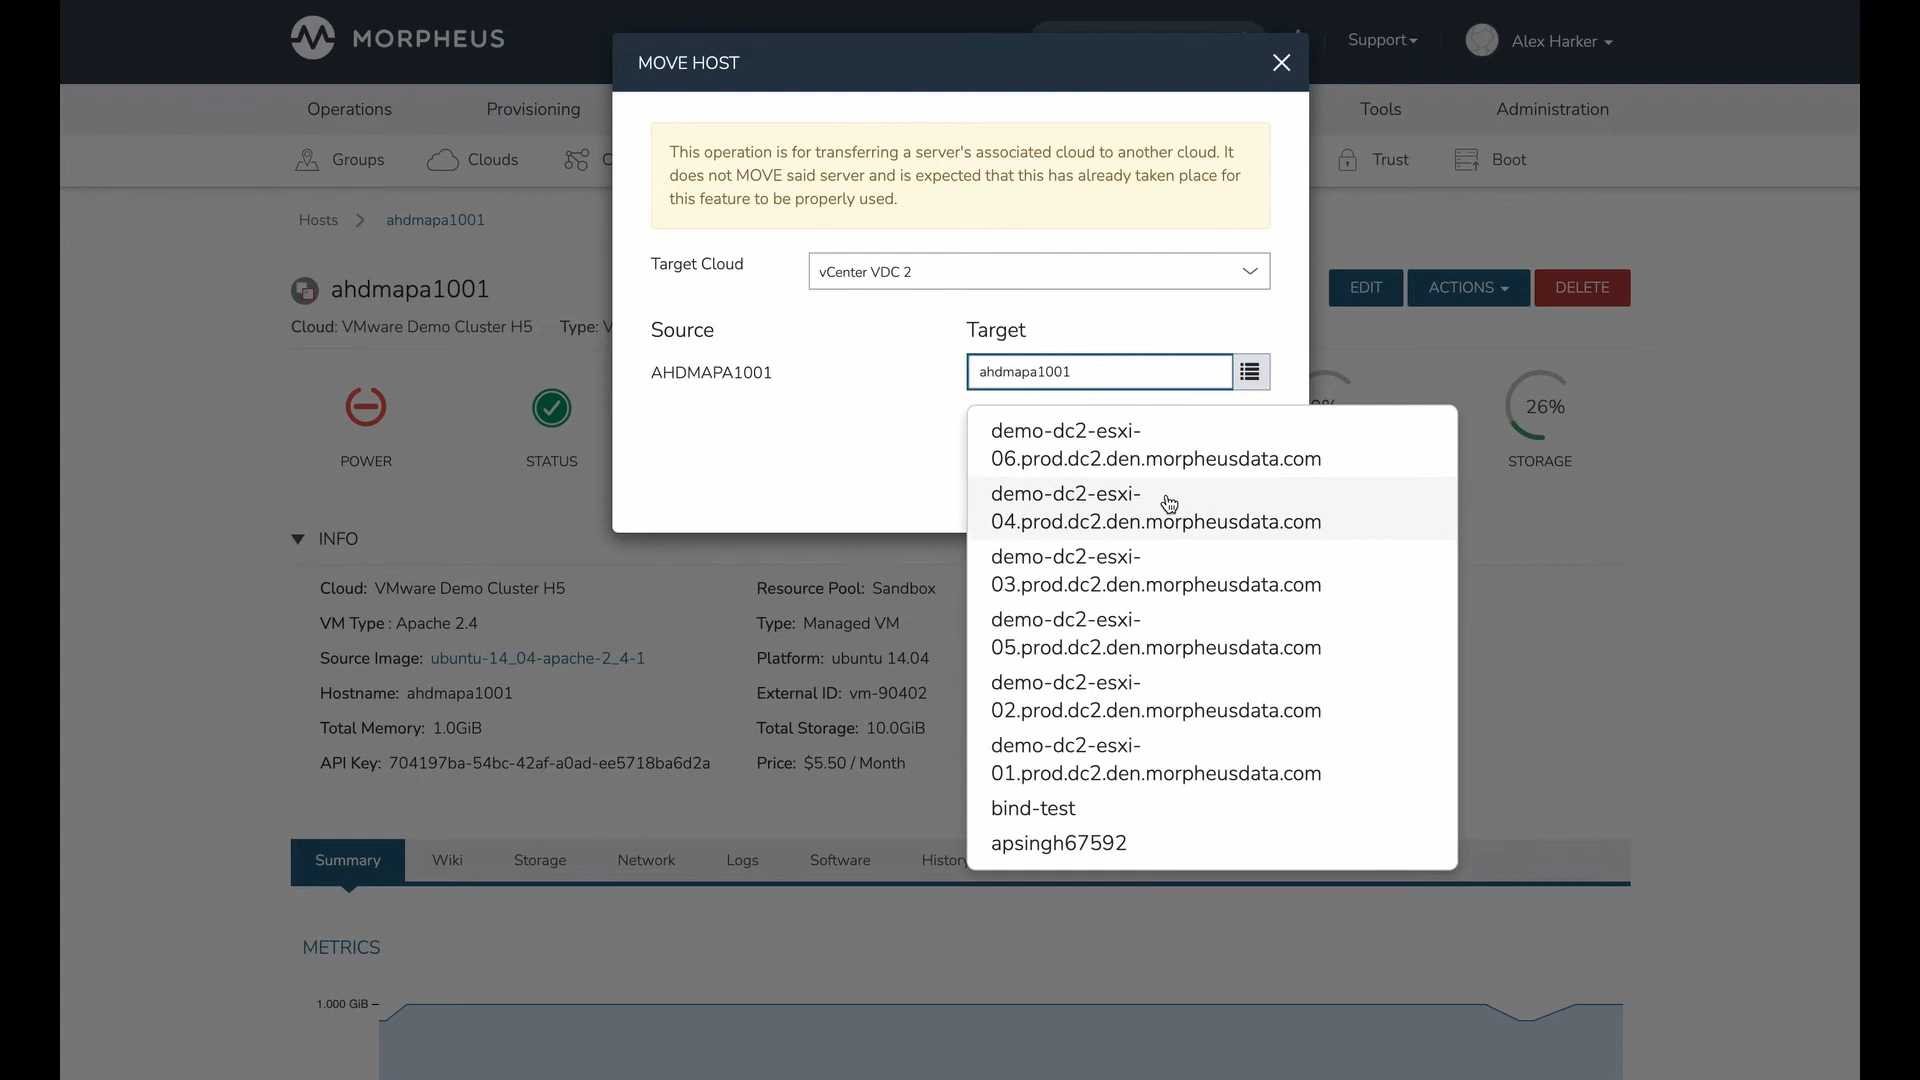 MORPHEUS
Support
Alex Harker
MOVE HOST
Operations
Provisioning
Tools
Administration
Groups
Clouds
Trust
Boot
This operation is for transferring a server's associated cloud to another cloud. It
does not MOVE said server and is expected that this has already taken place for
this feature to be properly used.
Hosts
ahdmapa1001
Target Cloud
vCenter VDC 2
ahdmapa1001
EDIT
ACTIONS
DELETE
Cloud: VMware Demo Cluster H5
Type: V
Source
Target
AHDMAPA1001
ahdmapa1001
26%
POWER
STATUS
STORAGE
demo-dc2-esxi-
06.prod.dc2.den.morpheusdata.com
demo-dc2-esxi-
04.prod.dc2.den.morpheusdata.com
demo-dc2-esxi-
03.prod.dc2.den.morpheusdata.com
demo-dc2-esxi-
05.prod.dc2.den.morpheusdata.com
demo-dc2-esxi-
02.prod.dc2.den.morpheusdata.com
demo-dc2-esxi-
01.prod.dc2.den.morpheusdata.com
bind-test
apsingh67592
INFO
Cloud: VMware Demo Cluster H5
Resource Pool: Sandbox
VM Type : Apache 2.4
Type: Managed VM
Source Image: ubuntu-14_04-apache-2_4-1
Platform: ubuntu 14.04
Hostname: ahdmapa1001
External ID: vm-90402
Total Memory: 1.0GiB
Total Storage: 10.0GiB
API Key: 704197ba-54bc-42af-a0ad-ee5718ba6d2a
Price: $5.50 / Month
Summary
Wiki
Storage
Network
Logs
Software
History
METRICS
1.000 GiB